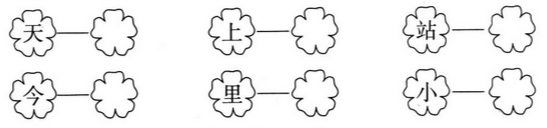 天 上 站
今 里 小